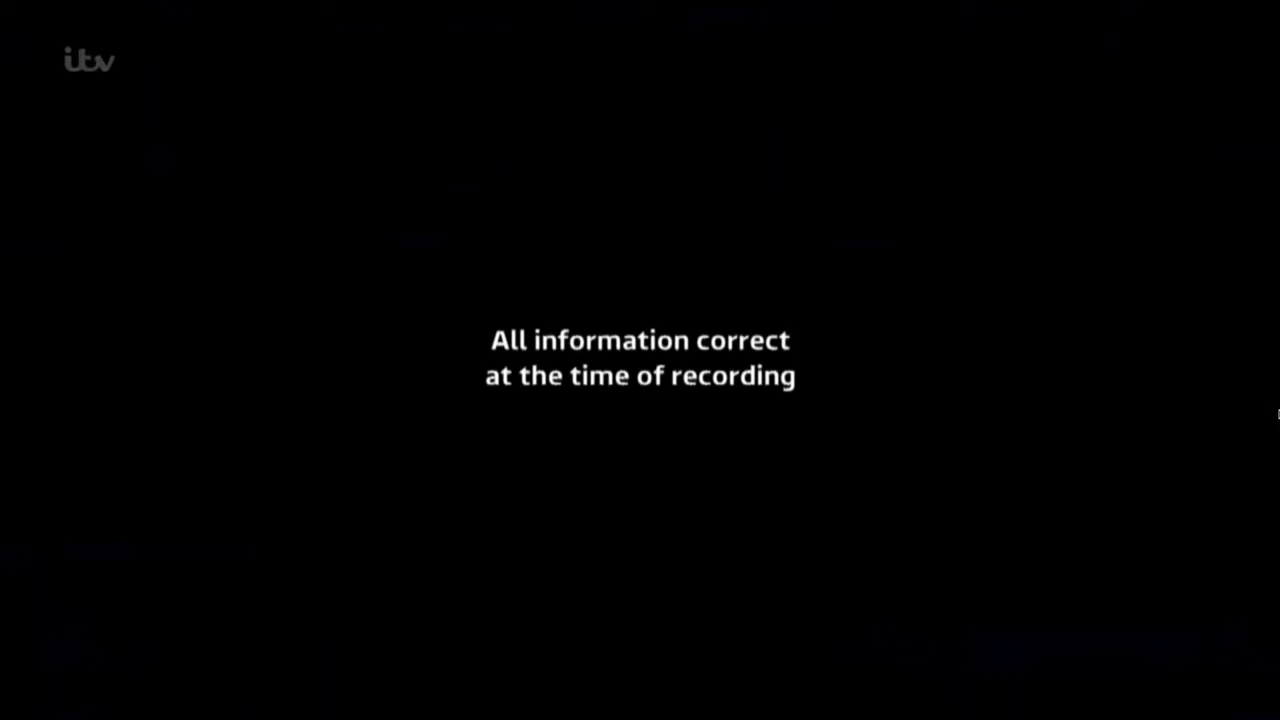 itv
All information correct
at the time of recording